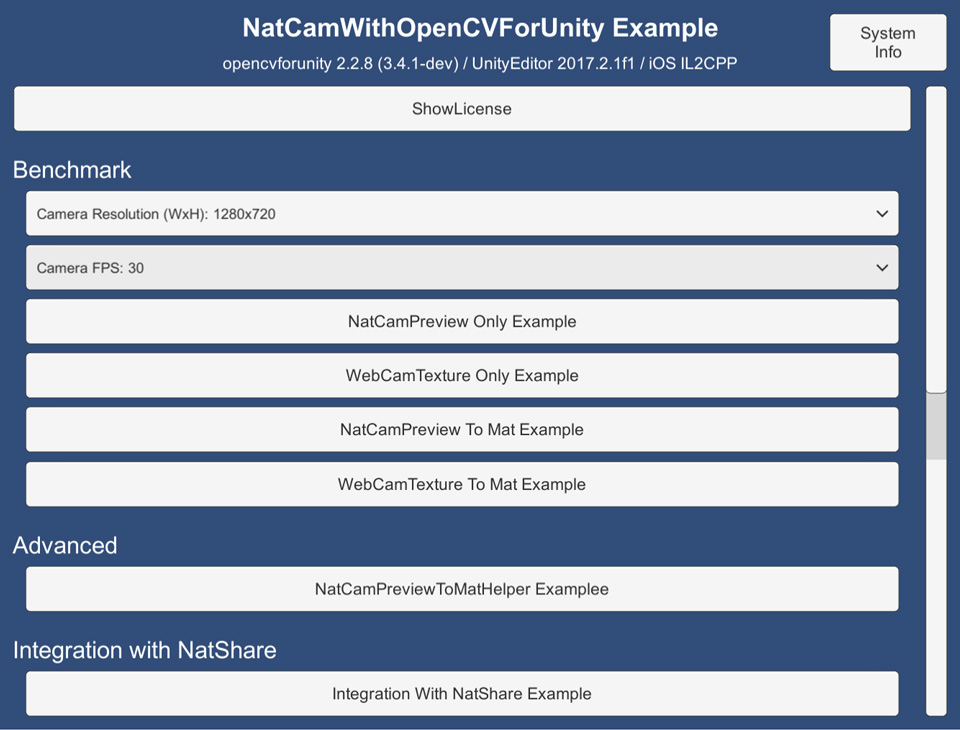 NatCamWithOpenCVForUnity Example
opencvforunity 2.2.8 (3.4.1-dev) / UnityEditor 2017.2.1f1 / iOS IL2CPP
System
Info
ShowLicense
Benchmark
Camera Resolution (WxH): 1280x720
Camera FPS: 30
NatCamPreview Only Example
WebCamTexture Only Example
NatCamPreview To Mat Example
WebCamTexture To Mat Example
Advanced
NatCamPreviewToMatHelper Examplee
Integration with NatShare
Integration With NatShare Example